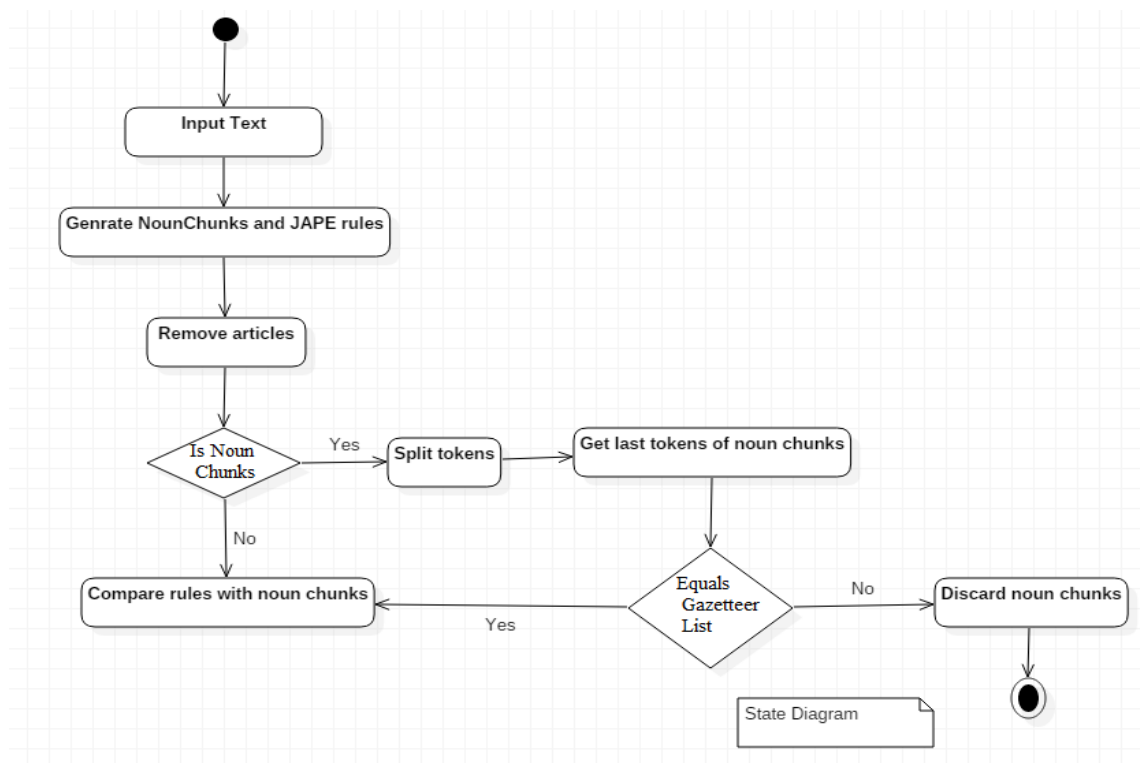 Input Text
Genrate NounChunks and JAPE rules
Remove articles
Is Noun
Chunks
Yes
Split tokens
Get last tokens of noun chunks
No
Compare rules with noun chunks
Equals
Gazetteer
List
Yes
No
Discard noun chunks
State Diagram